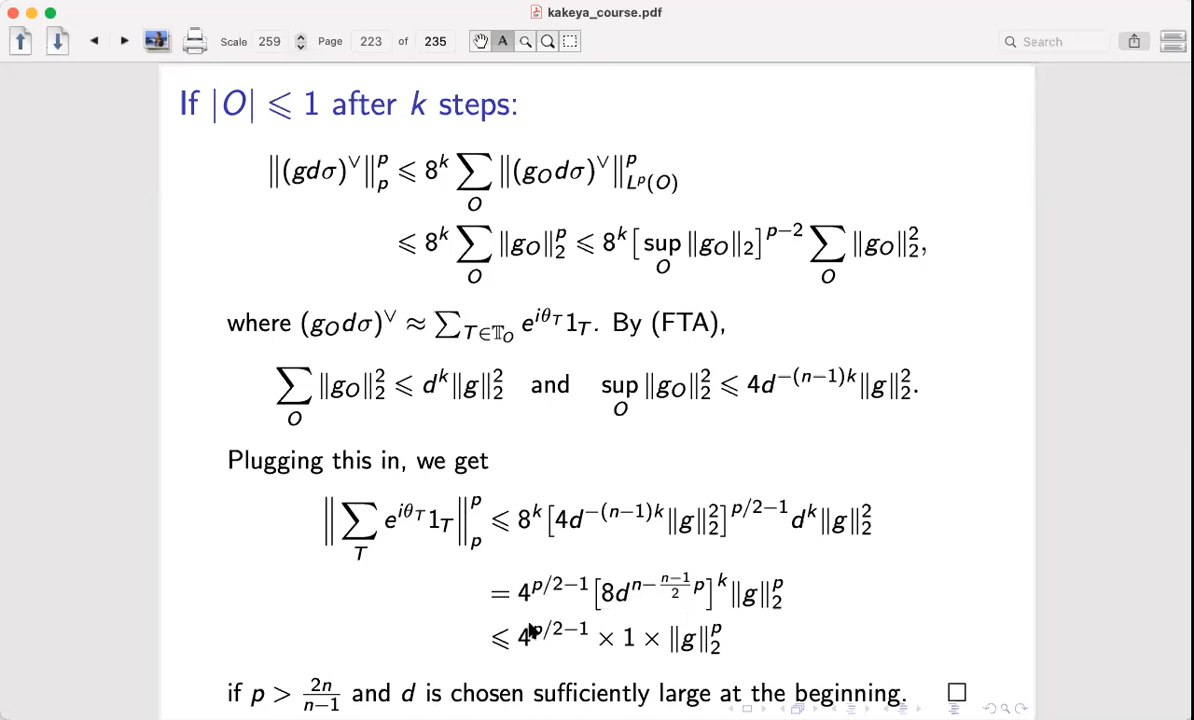 kakeya_course.pdf
Scale 259 Page 223 of 235 A Search
If |O| ⩽ 1 after k steps:
‖(gdσ)^∨‖_p^p ⩽ 8^k ∑_O ‖(g_O dσ)^∨‖_{L^p(O)}^p
⩽ 8^k ∑_O ‖g_O‖_2^p ⩽ 8^k [sup_O ‖g_O‖_2]^{p−2} ∑_O ‖g_O‖_2^2,
where (g_O dσ)^∨ ≈ ∑_{T∈𝕋_O} e^{iθ_T} 1_T. By (FTA),
∑_O ‖g_O‖_2^2 ⩽ d^k ‖g‖_2^2 and sup_O ‖g_O‖_2^2 ⩽ 4d^{−(n−1)k} ‖g‖_2^2.
Plugging this in, we get
‖∑_T e^{iθ_T} 1_T‖_p^p ⩽ 8^k [4d^{−(n−1)k} ‖g‖_2^2]^{p/2−1} d^k ‖g‖_2^2
= 4^{p/2−1} [8d^{n−\frac{n−1}{2}p}]^k ‖g‖_2^p
⩽ 4^{p/2−1} × 1 × ‖g‖_2^p
if p > \frac{2n}{n−1} and d is chosen sufficiently large at the beginning. □